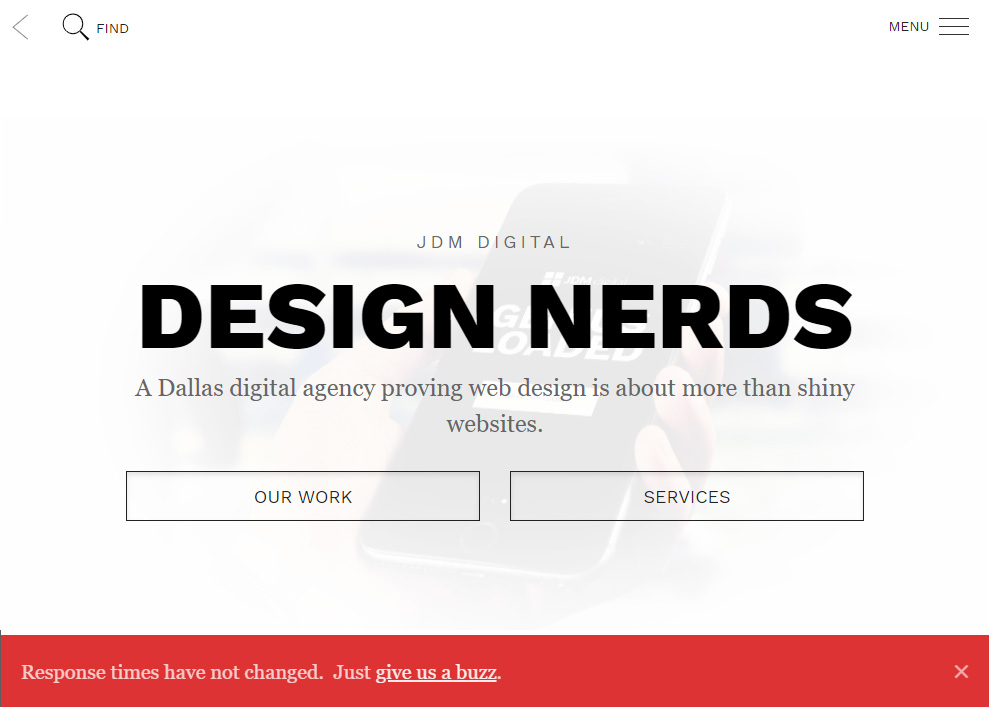 FIND
MENU
JDM DIGITAL
DESIGN NERDS
A Dallas digital agency proving web design is about more than shiny
websites.
OUR WORK
SERVICES
Response times have not changed. Just give us a buzz.